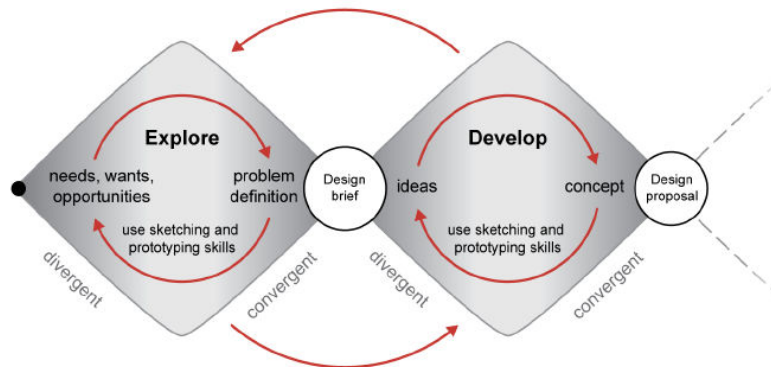 Explore
needs, wants,
opportunities
problem
definition
use sketching and
prototyping skills
divergent
convergent
Design
brief
Develop
ideas
concept
use sketching and
prototyping skills
divergent
convergent
Design
proposal